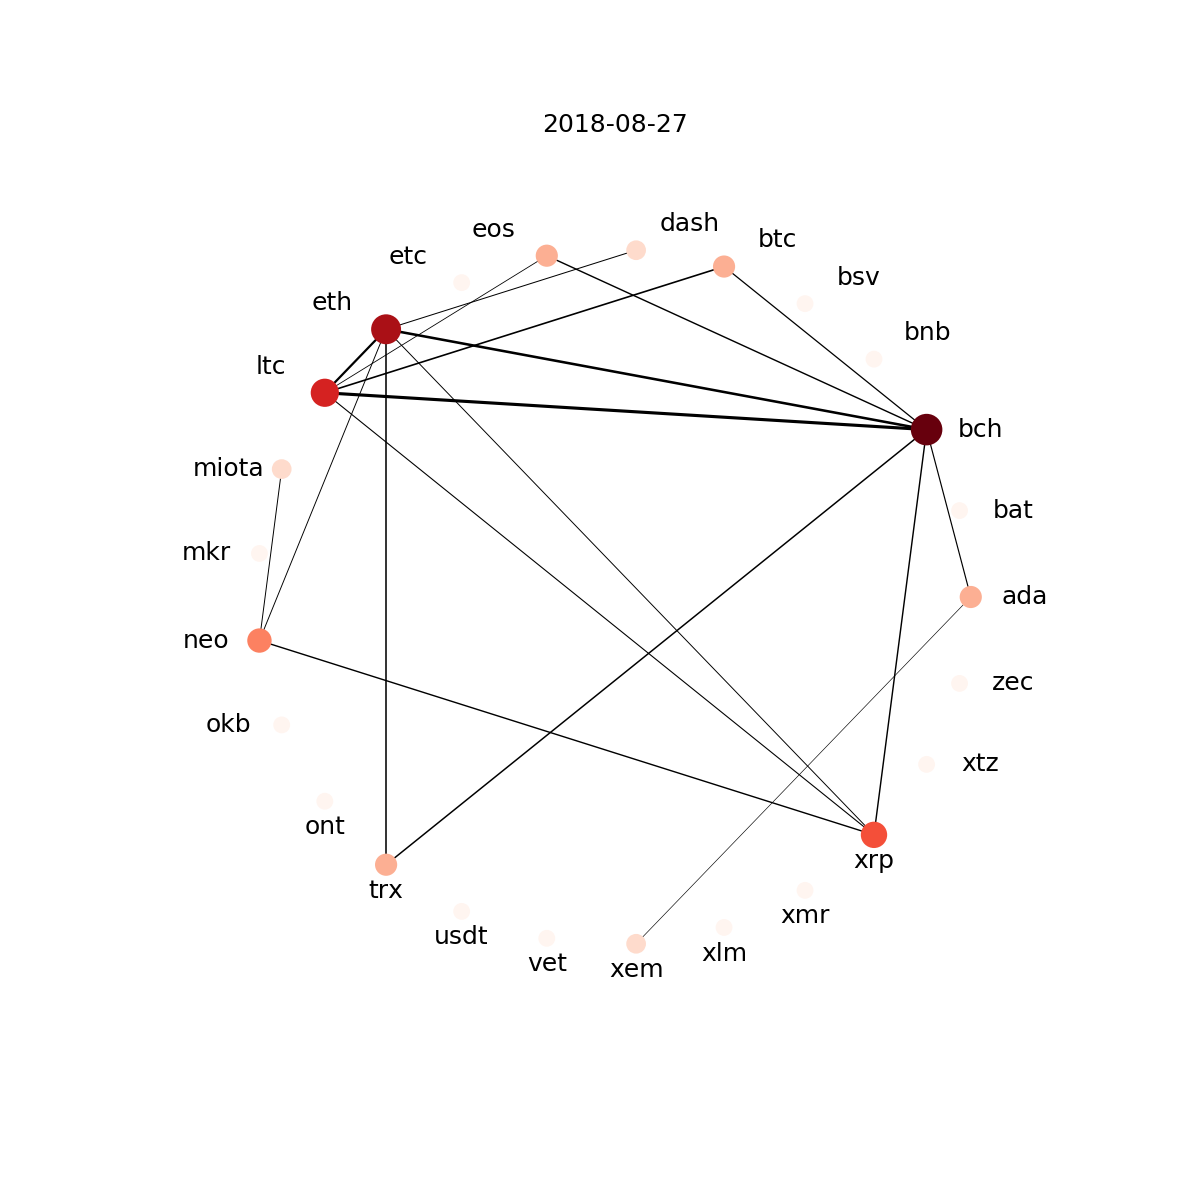 2018-08-27
dash
eos
btc
etc
bsv
eth
bnb
ltc
bch
miota
bat
mkr
ada
neo
zec
okb
xtz
ont
xrp
trx
xmr
usdt
xlm
vet
xem